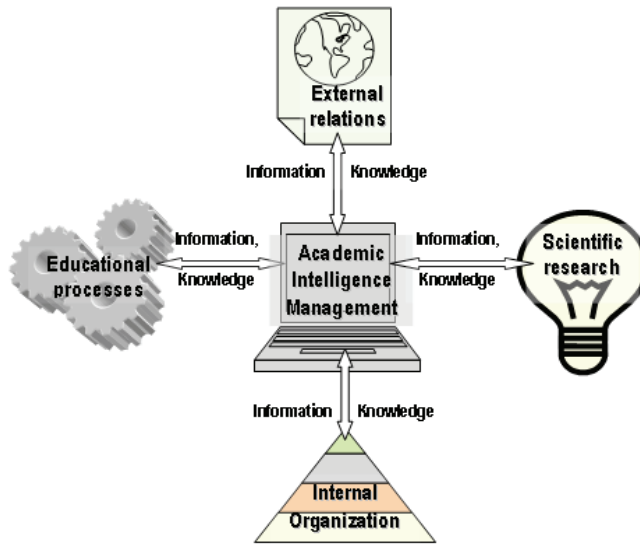 External
relations
Information Knowledge
Information,
Knowledge
Educational
processes
Academic
Intelligence
Management
Information,
Knowledge
Scientific
research
Information Knowledge
Internal
Organization